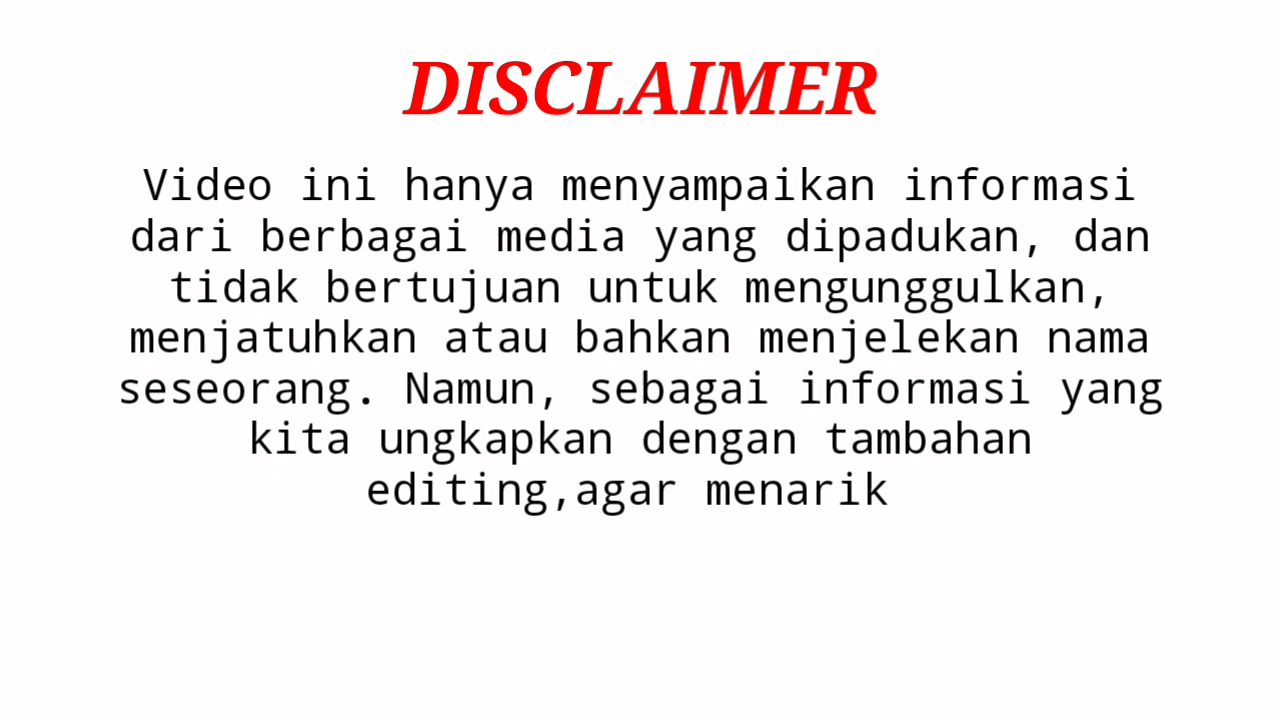 DISCLAIMER
Video ini hanya menyampaikan informasi
dari berbagai media yang dipadukan, dan
tidak bertujuan untuk mengunggulkan,
menjatuhkan atau bahkan menjelekan nama
seseorang. Namun, sebagai informasi yang
kita ungkapkan dengan tambahan
editing,agar menarik